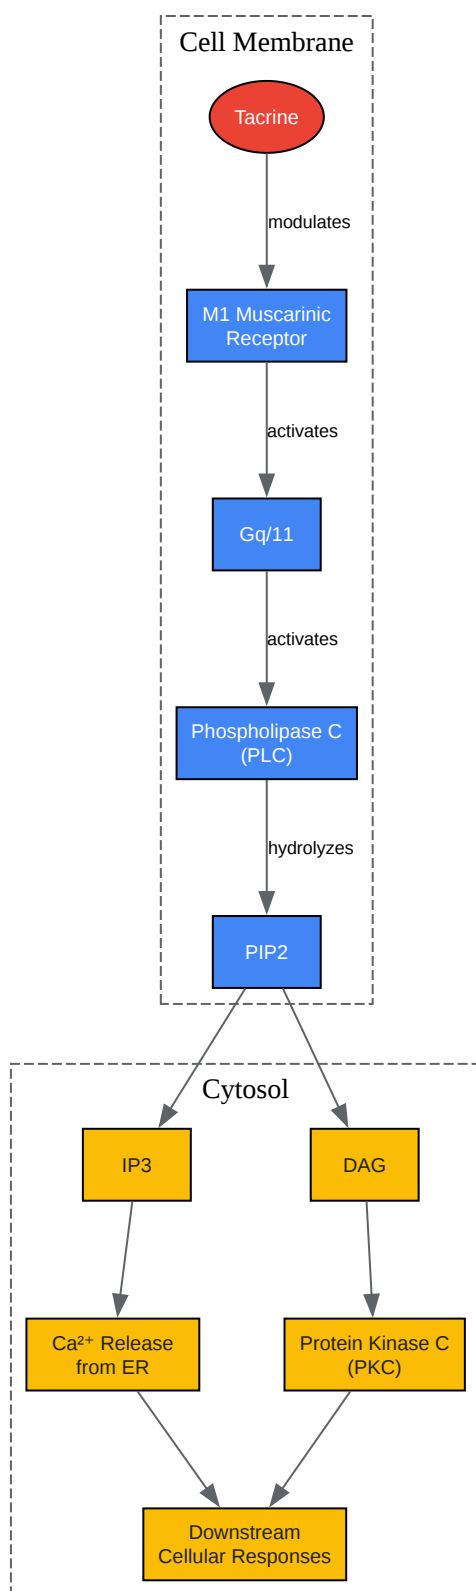 Cell Membrane
Tacrine
modulates
M1 Muscarinic
Receptor
activates
Gq/11
activates
Phospholipase C
(PLC)
hydrolyzes
PIP2
Cytosol
IP3
DAG
Ca²⁺ Release
from ER
Protein Kinase C
(PKC)
Downstream
Cellular Responses